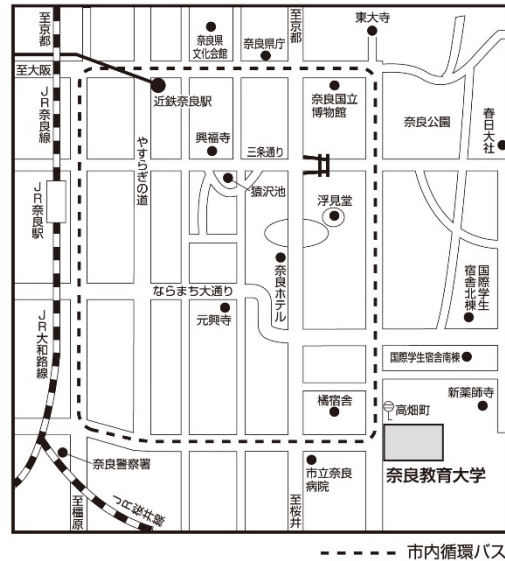 至京都
至京都
東大寺
奈良県
文化会館
奈良県庁
至大阪
近鉄奈良駅
奈良国立
博物館
奈良公園
春日大社
JR奈良線
やすらぎの道
興福寺
三条通り
猿沢池
浮見堂
JR奈良駅
奈良ホテル
ならまち大通り
元興寺
国際学生
宿舎北棟
JR大和路線
国際学生宿舎南棟
橘宿舎
高畑町
新薬師寺
奈良警察署
市立奈良
病院
奈良教育大学
至橿原
JR桜井線
至桜井
市内循環バス